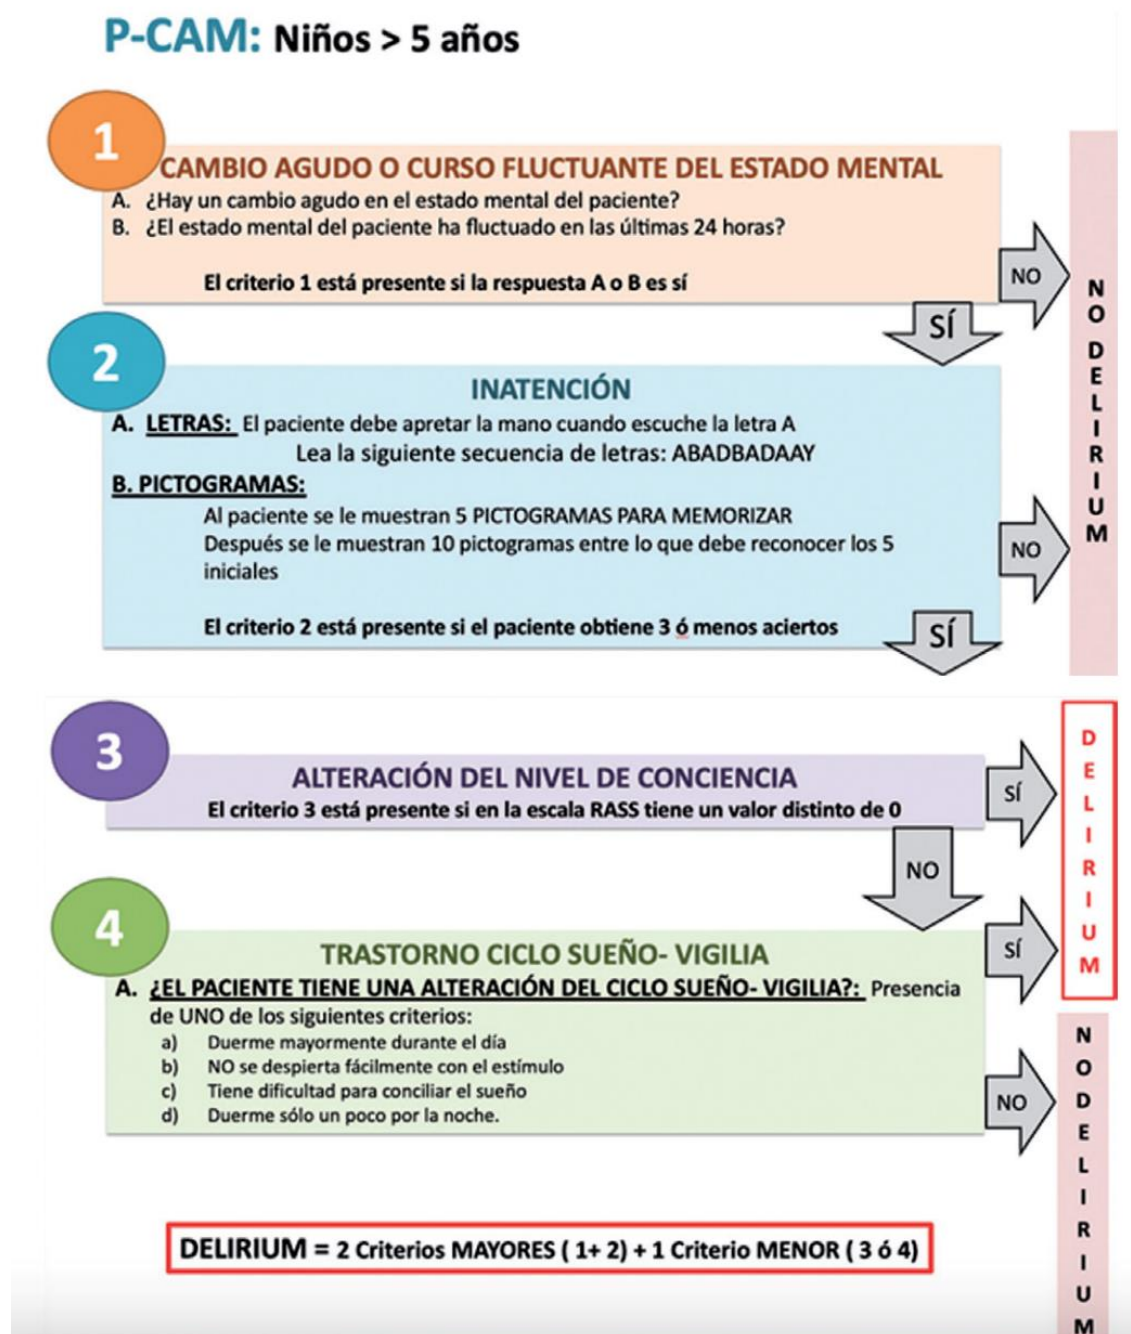 P-CAM: Niños > 5 años
1
CAMBIO AGUDO O CURSO FLUCTUANTE DEL ESTADO MENTAL
A. ¿Hay un cambio agudo en el estado mental del paciente?
B. ¿El estado mental del paciente ha fluctuado en las últimas 24 horas?
El criterio 1 está presente si la respuesta A o B es sí
NO
SÍ
NO DELIRIUM
2
INATENCIÓN
A. LETRAS: El paciente debe apretar la mano cuando escuche la letra A
Lea la siguiente secuencia de letras: ABADBADAAY
B. PICTOGRAMAS:
Al paciente se le muestran 5 PICTOGRAMAS PARA MEMORIZAR
Después se le muestran 10 pictogramas entre lo que debe reconocer los 5
iniciales
El criterio 2 está presente si el paciente obtiene 3 ó menos aciertos
NO
SÍ
3
ALTERACIÓN DEL NIVEL DE CONCIENCIA
El criterio 3 está presente si en la escala RASS tiene un valor distinto de 0
SÍ
NO
DELIRIUM
4
TRASTORNO CICLO SUEÑO- VIGILIA
A. ¿EL PACIENTE TIENE UNA ALTERACIÓN DEL CICLO SUEÑO- VIGILIA?: Presencia
de UNO de los siguientes criterios:
a) Duerme mayormente durante el día
b) NO se despierta fácilmente con el estímulo
c) Tiene dificultad para conciliar el sueño
d) Duerme sólo un poco por la noche.
SÍ
NO
NO DELIRIUM
DELIRIUM = 2 Criterios MAYORES ( 1+ 2) + 1 Criterio MENOR ( 3 ó 4)